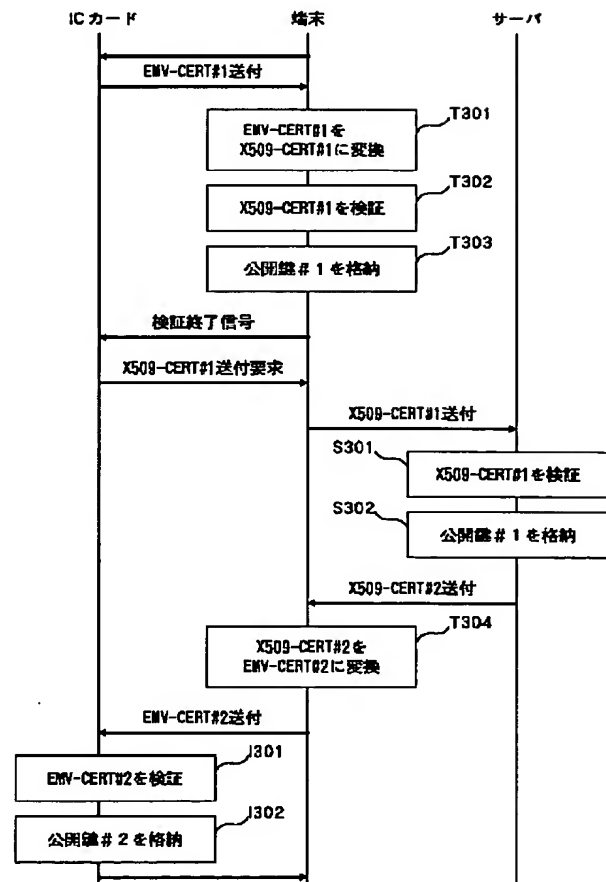 ICカード
端末
サーバ
EMV-CERT#1送付
T301
EMV-CERT#1を
X509-CERT#1に変換
T302
X509-CERT#1を検証
T303
公開鍵#1を格納
検証終了信号
X509-CERT#1送付要求
X509-CERT#1送付
S301
X509-CERT#1を検証
S302
公開鍵#1を格納
X509-CERT#2送付
T304
X509-CERT#2を
EMV-CERT#2に変換
EMV-CERT#2送付
I301
EMV-CERT#2を検証
I302
公開鍵#2を格納